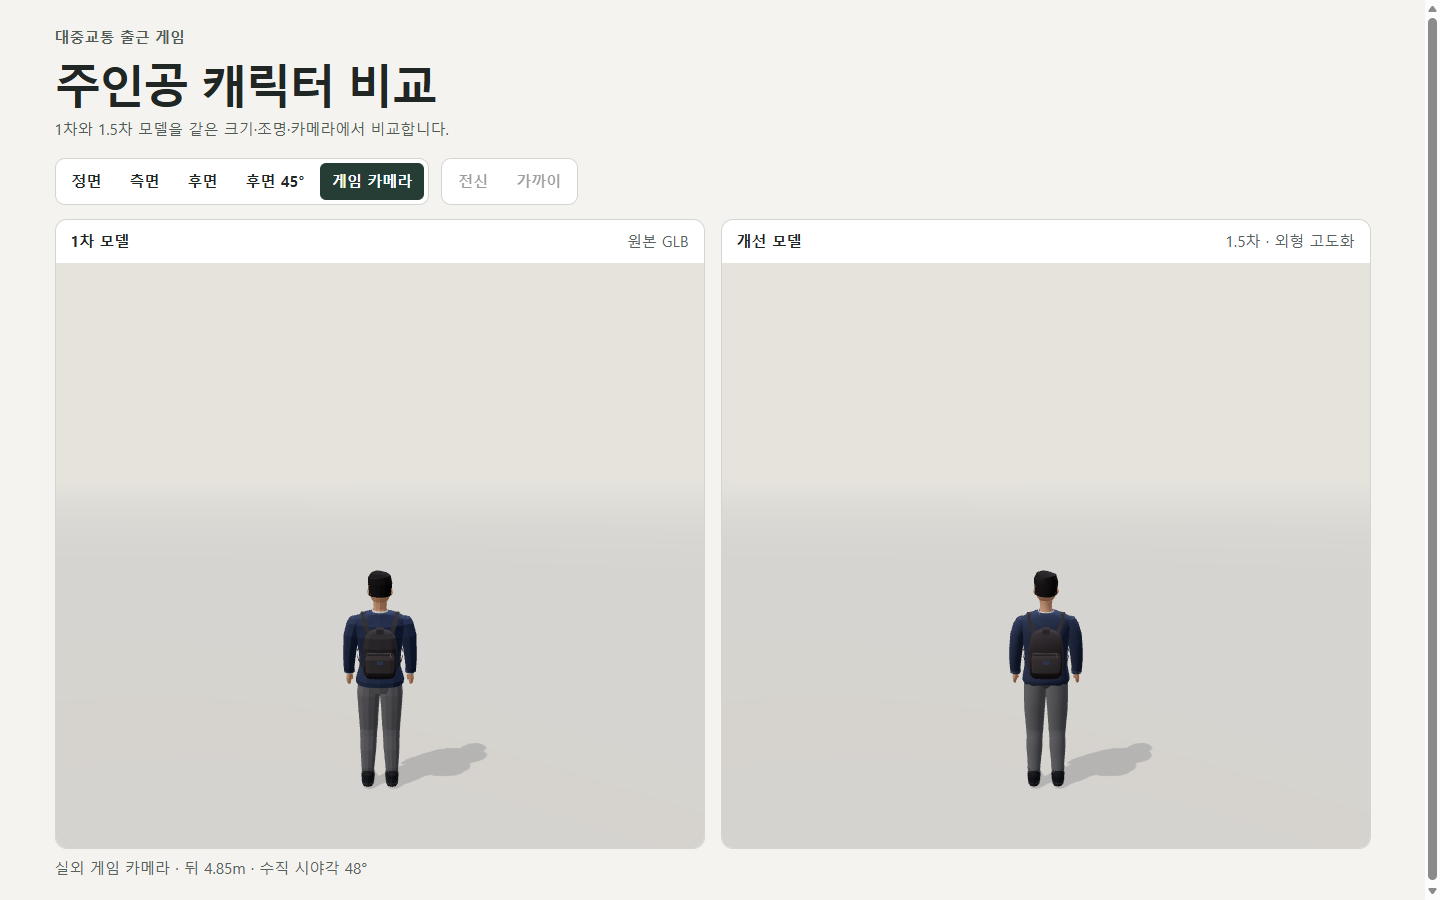 대중교통 출근 게임
주인공 캐릭터 비교
1차와 1.5차 모델을 같은 크기·조명·카메라에서 비교합니다.
정면 측면 후면 후면 45° 게임 카메라 전신 가까이
1차 모델 원본 GLB
개선 모델 1.5차 · 외형 고도화
실외 게임 카메라 · 뒤 4.85m · 수직 시야각 48°